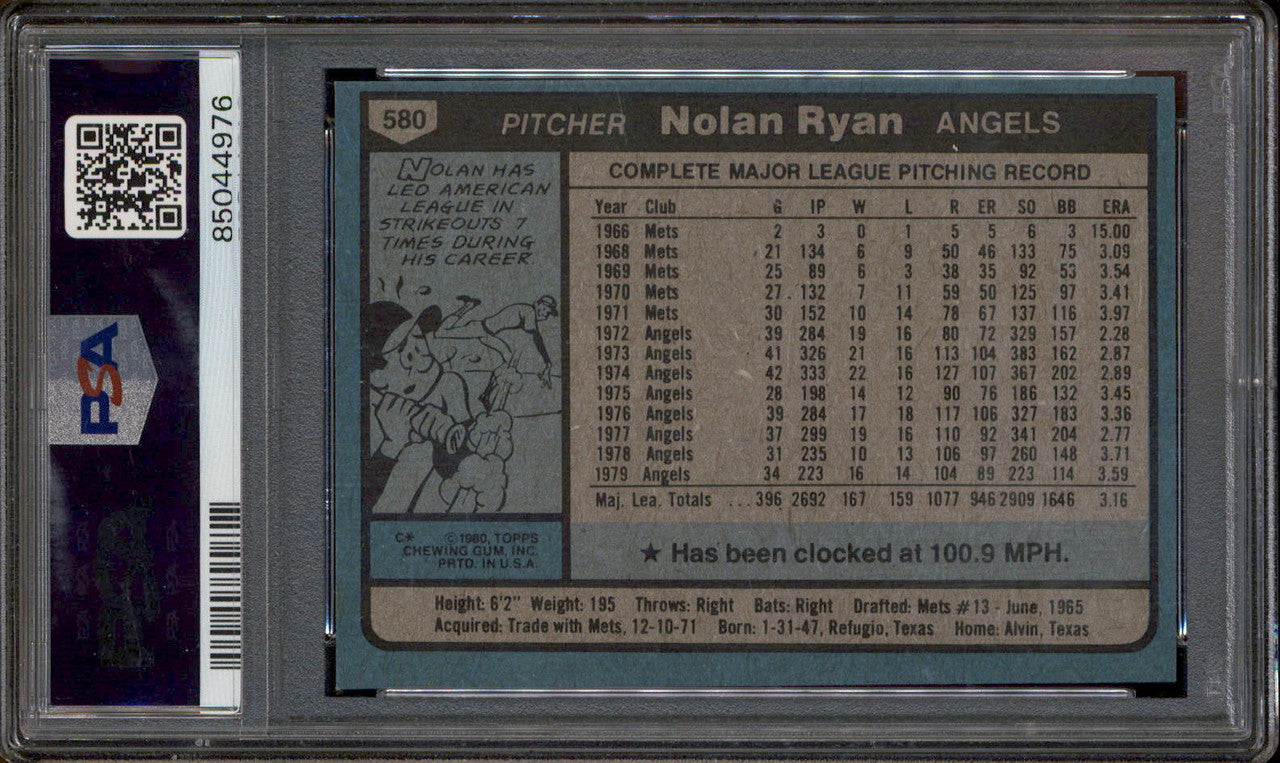 85044976
PSA
580 PITCHER Nolan Ryan ANGELS
NOLAN HAS
LED AMERICAN
LEAGUE IN
STRIKEOUTS 7
TIMES DURING
HIS CAREER.
C* © 1980, TOPPS
CHEWING GUM, INC.
PRTD. IN U.S.A.
COMPLETE MAJOR LEAGUE PITCHING RECORD
Year Club G IP W L R ER SO BB ERA
1966 Mets 2 3 0 1 5 5 6 3 15.00
1968 Mets 21 134 6 9 50 46 133 75 3.09
1969 Mets 25 89 6 3 38 35 92 53 3.54
1970 Mets 27 132 7 11 59 50 125 97 3.41
1971 Mets 30 152 10 14 78 67 137 116 3.97
1972 Angels 39 284 19 16 80 72 329 157 2.28
1973 Angels 41 326 21 16 113 104 383 162 2.87
1974 Angels 42 333 22 16 127 107 367 202 2.89
1975 Angels 28 198 14 12 90 76 186 132 3.45
1976 Angels 39 284 17 18 117 106 327 183 3.36
1977 Angels 37 299 19 16 110 92 341 204 2.77
1978 Angels 31 235 10 13 106 97 260 148 3.71
1979 Angels 34 223 16 14 104 89 223 114 3.59
Maj. Lea. Totals ... 396 2692 167 159 1077 946 2909 1646 3.16
★ Has been clocked at 100.9 MPH.
Height: 6'2" Weight: 195 Throws: Right Bats: Right Drafted: Mets #13 - June, 1965
Acquired: Trade with Mets, 12-10-71 Born: 1-31-47, Refugio, Texas Home: Alvin, Texas